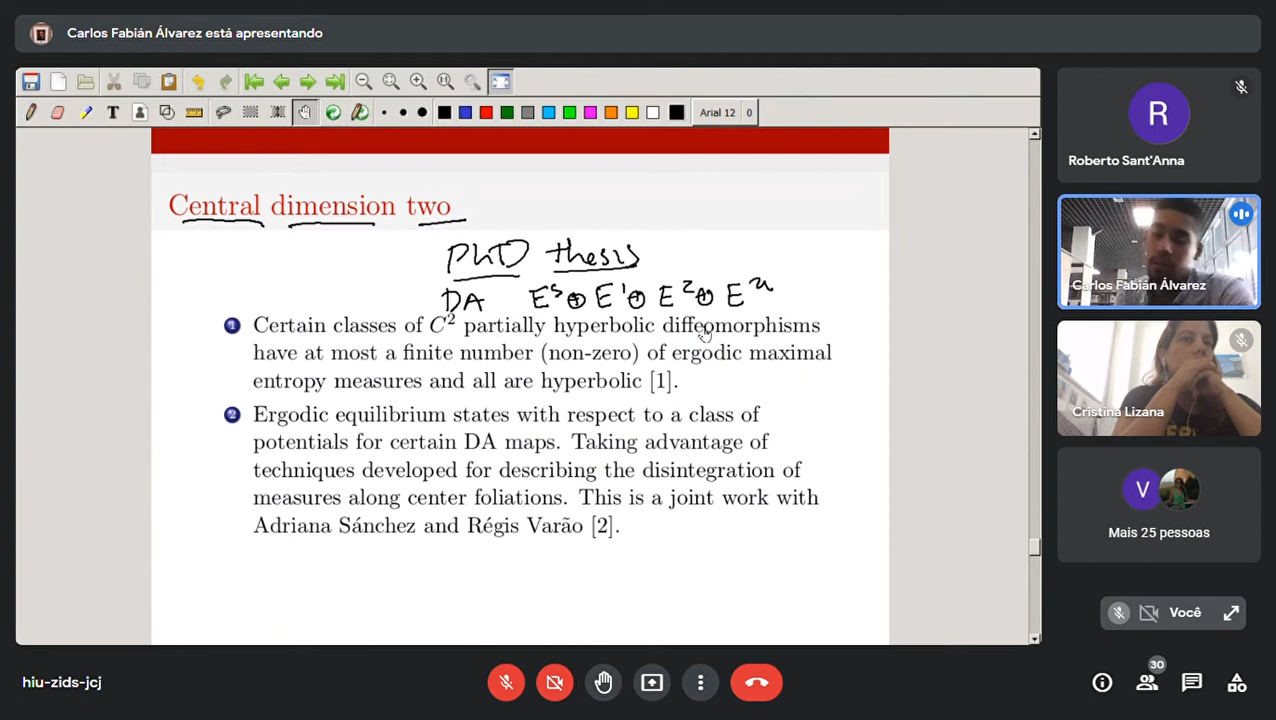 Carlos Fabián Álvarez está apresentando
Arial 12 0
Central dimension two
PhD thesis
DA E^s ⊕ E^1 ⊕ E^2 ⊕ E^u
1 Certain classes of C^2 partially hyperbolic diffeomorphisms
have at most a finite number (non-zero) of ergodic maximal
entropy measures and all are hyperbolic [1].
2 Ergodic equilibrium states with respect to a class of
potentials for certain DA maps. Taking advantage of
techniques developed for describing the disintegration of
measures along center foliations. This is a joint work with
Adriana Sánchez and Régis Varão [2].
R
Roberto Sant'Anna
Carlos Fabián Álvarez
Cristina Lizana
V
Mais 25 pessoas
Você
hiu-zids-jcj
30